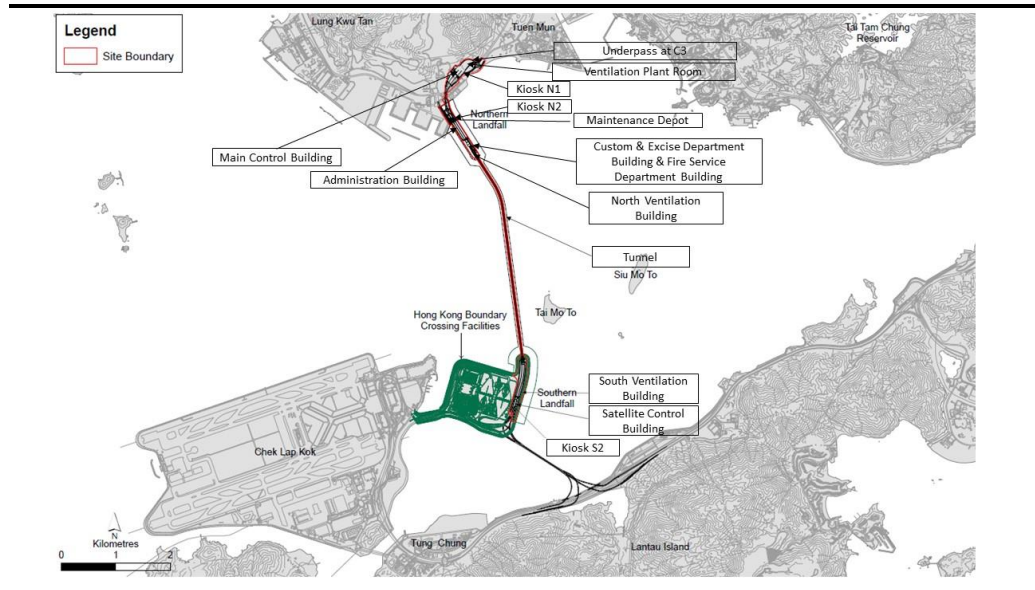 Legend
Site Boundary
Lung Kwu Tan
Tuen Mun
Tai Tam Chung
Reservoir
Underpass at C3
Ventilation Plant Room
Kiosk N1
Kiosk N2
Northern
Landfall
Maintenance Depot
Main Control Building
Administration Building
Custom & Excise Department
Building & Fire Service
Department Building
North Ventilation
Building
Tunnel
Siu Mo To
Tai Mo To
Hong Kong Boundary
Crossing Facilities
Southern
Landfall
South Ventilation
Building
Satellite Control
Building
Kiosk S2
Chek Lap Kok
Tung Chung
Lantau Island
N
Kilometres
0 1 2